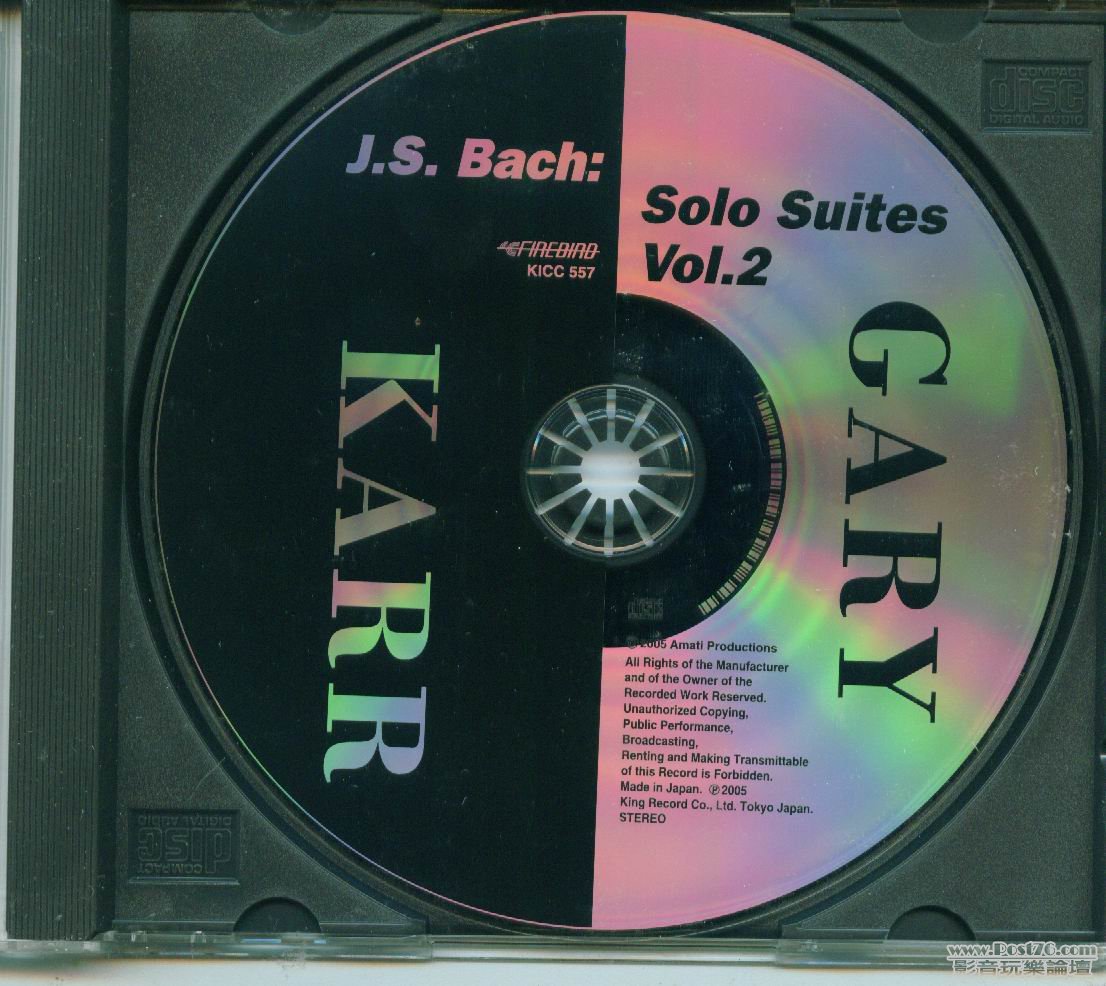 COMPACT
disc
DIGITAL AUDIO
J.S. Bach:
Solo Suites
Vol.2
FIREBIRD
KICC 557
GARY
KARR
2005 Amati Productions
All Rights of the Manufacturer
and of the Owner of the
Recorded Work Reserved.
Unauthorized Copying,
Public Performance,
Broadcasting,
Renting and Making Transmittable
of this Record is Forbidden.
Made in Japan. ℗2005
King Record Co., Ltd. Tokyo Japan.
STEREO
COMPACT
disc
DIGITAL AUDIO
www.Post76.com
影音玩樂論壇